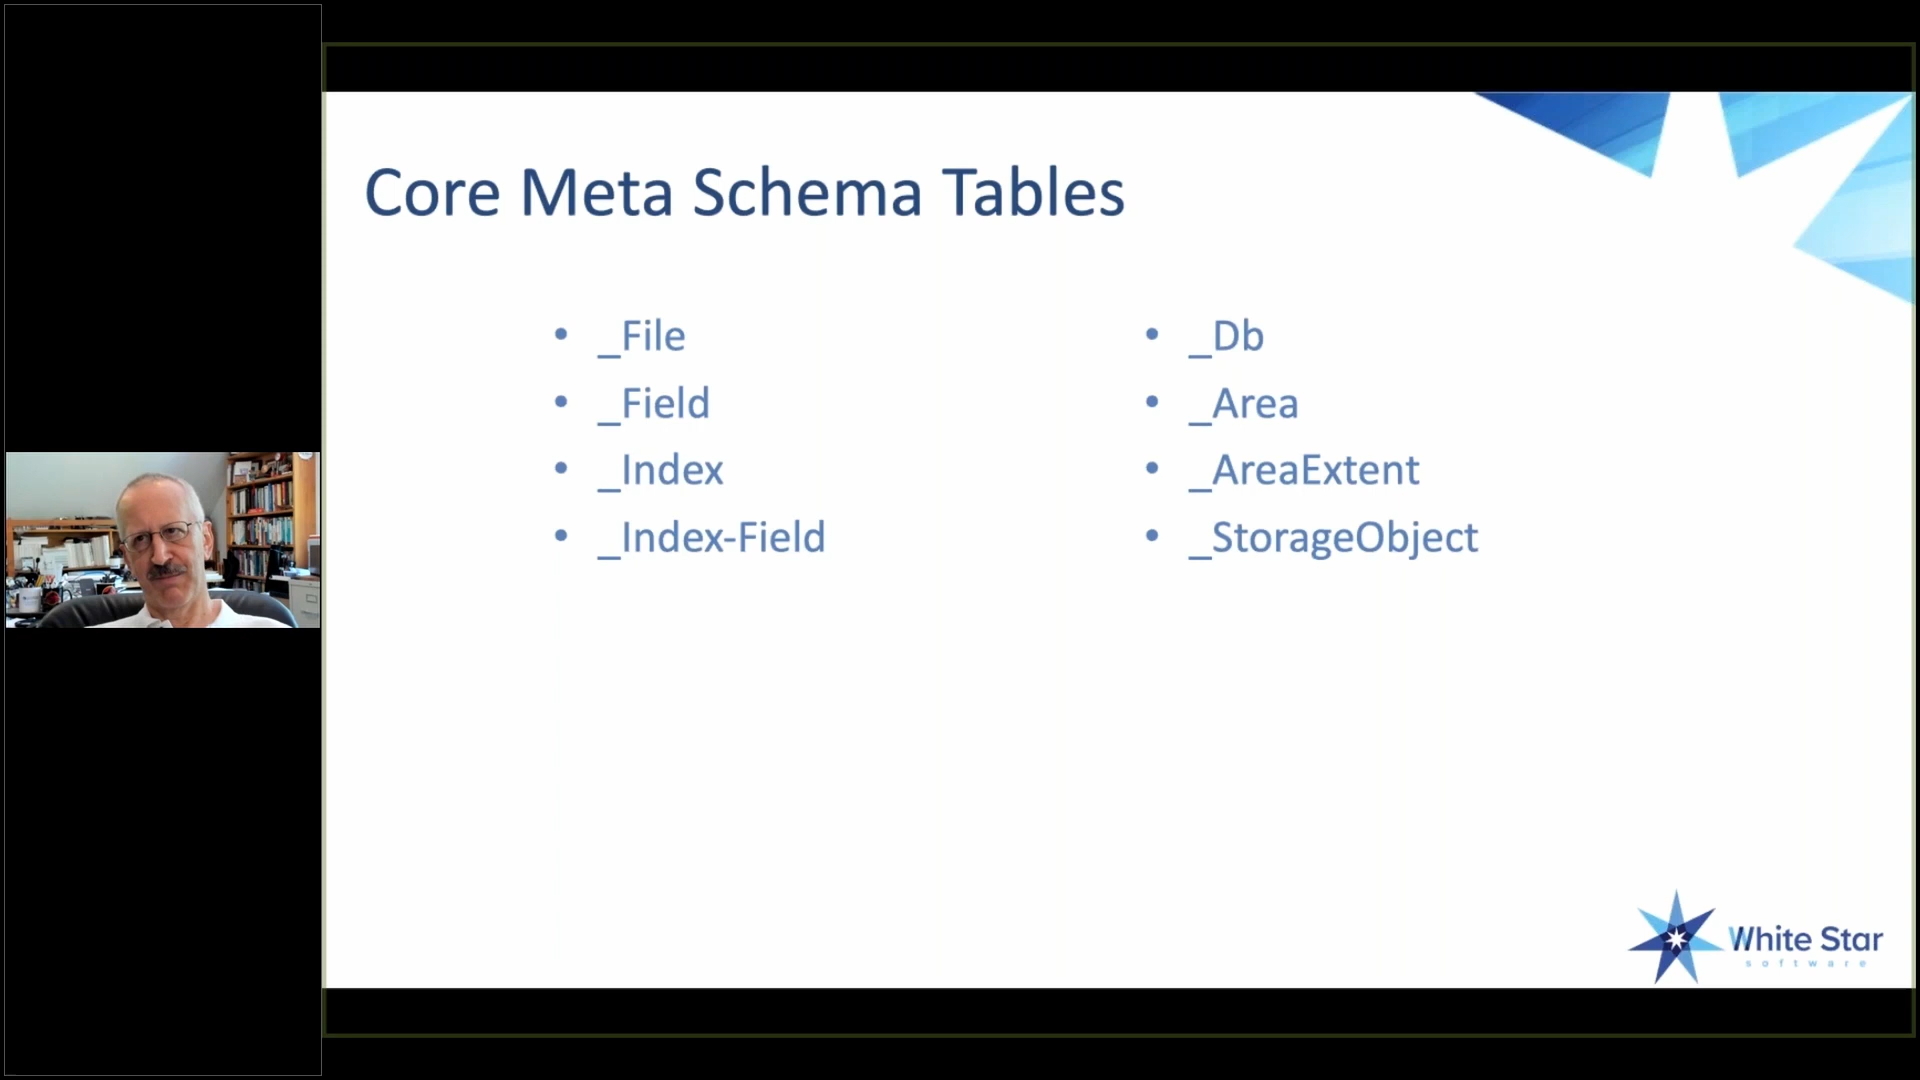 Core Meta Schema Tables
• _File
• _Field
• _Index
• _Index-Field
• _Db
• _Area
• _AreaExtent
• _StorageObject
White Star
software